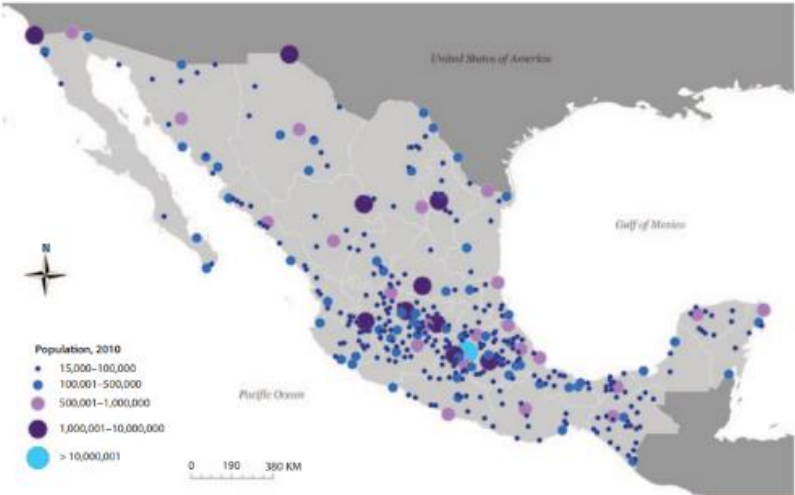 United States of America
Gulf of Mexico
N
Population, 2010
15,000–100,000
100,001–500,000
500,001–1,000,000
1,000,001–10,000,000
> 10,000,001
Pacific Ocean
0 190 380 KM